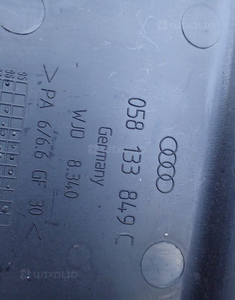 058 133 849 C
Germany
WJD 8.340
>PA 6/6.6 GF 30<